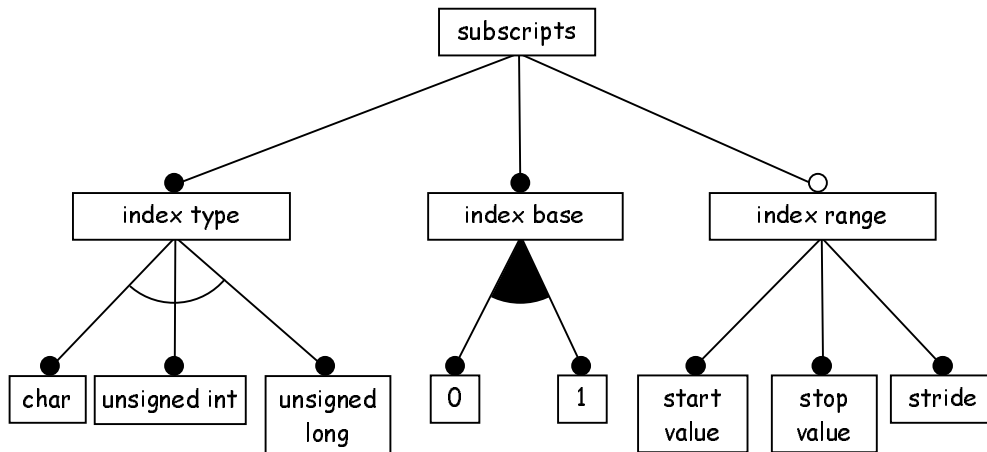 subscripts
index type
index base
index range
char
unsigned int
unsigned
long
0
1
start
value
stop
value
stride